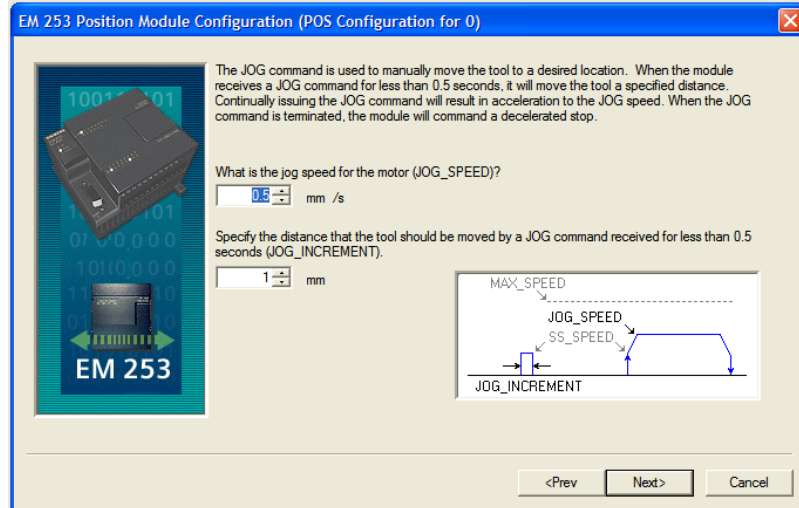 EM 253 Position Module Configuration (POS Configuration for 0)
The JOG command is used to manually move the tool to a desired location. When the module
receives a JOG command for less than 0.5 seconds, it will move the tool a specified distance.
Continually issuing the JOG command will result in acceleration to the JOG speed. When the JOG
command is terminated, the module will command a decelerated stop.
What is the jog speed for the motor (JOG_SPEED)?
0.5 mm /s
Specify the distance that the tool should be moved by a JOG command received for less than 0.5
seconds (JOG_INCREMENT).
1 mm
MAX_SPEED
JOG_SPEED
SS_SPEED
JOG_INCREMENT
EM 253
<Prev
Next>
Cancel